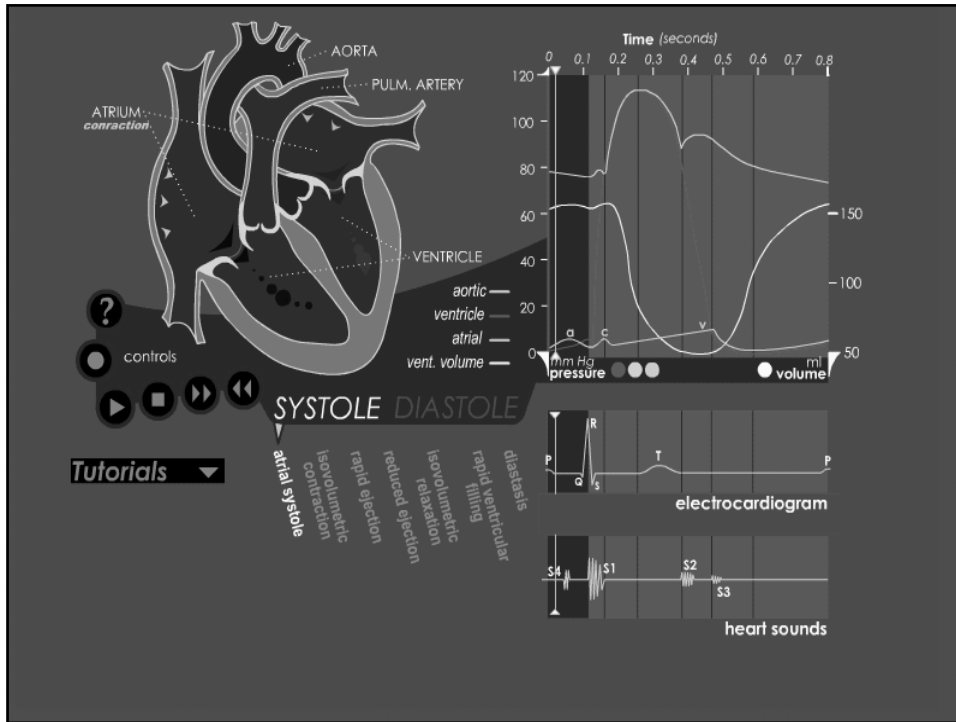 AORTA
PULM. ARTERY
ATRIUM
conraction
VENTRICLE
?
controls
aortic
ventricle
atrial
vent. volume
SYSTOLE DIASTOLE
atrial systole
isovolumetric
contraction
rapid ejection
reduced ejection
isovolumetric
relaxation
rapid ventricular
filling
diastasis
Tutorials
Time (seconds)
0 0.1 0.2 0.3 0.4 0.5 0.6 0.7 0.8
120
100
80
60
40
20
0
150
100
50
a c v
mm Hg ml
pressure volume
P Q R S T P
electrocardiogram
S4 S1 S2 S3
heart sounds